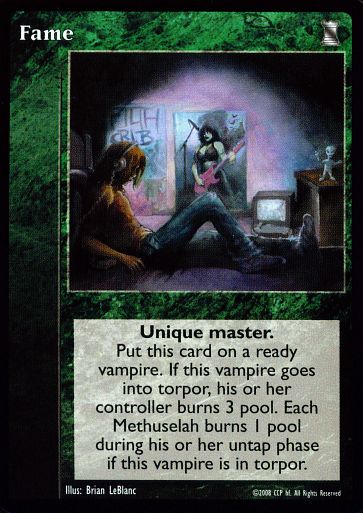 Fame
FILTH
CRIB
Unique master.
Put this card on a ready
vampire. If this vampire goes
into torpor, his or her
controller burns 3 pool. Each
Methuselah burns 1 pool
during his or her untap phase
if this vampire is in torpor.
Illus: Brian LeBlanc
©2008 CCP hf. All Rights Reserved